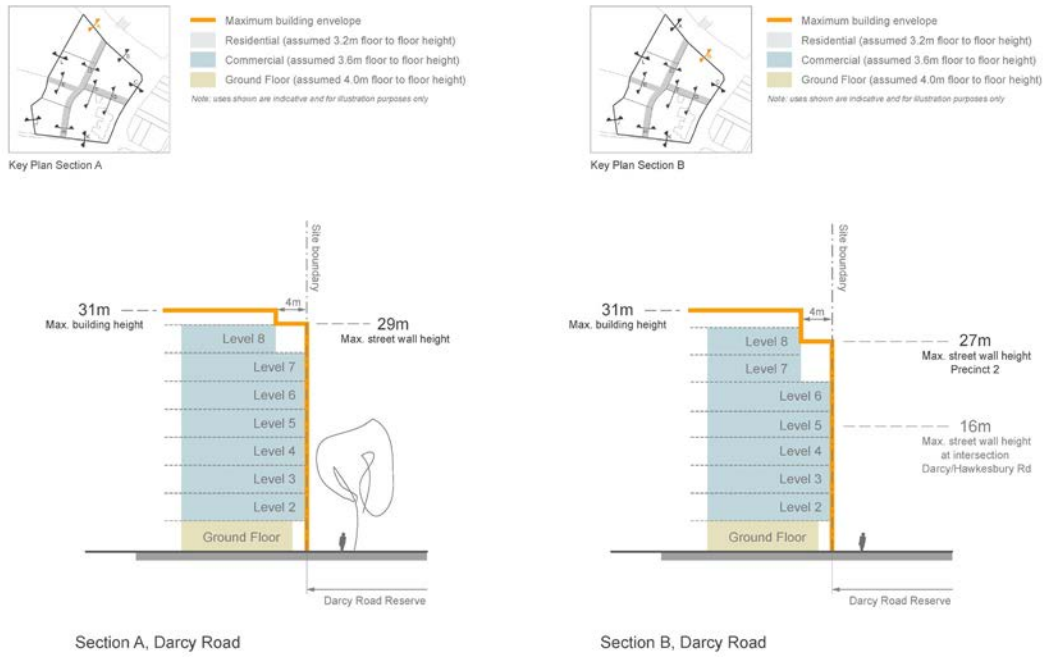 Maximum building envelope
Residential (assumed 3.2m floor to floor height)
Commercial (assumed 3.6m floor to floor height)
Ground Floor (assumed 4.0m floor to floor height)
Note: uses shown are indicative and for illustration purposes only
Key Plan Section A
Site boundary
31m
Max. building height
4m
29m
Max. street wall height
Level 8
Level 7
Level 6
Level 5
Level 4
Level 3
Level 2
Ground Floor
Darcy Road Reserve
Section A, Darcy Road
Maximum building envelope
Residential (assumed 3.2m floor to floor height)
Commercial (assumed 3.6m floor to floor height)
Ground Floor (assumed 4.0m floor to floor height)
Note: uses shown are indicative and for illustration purposes only
Key Plan Section B
Site boundary
31m
Max. building height
4m
27m
Max. street wall height
Precinct 2
Level 8
Level 7
Level 6
Level 5
Level 4
Level 3
Level 2
Ground Floor
16m
Max. street wall height
at intersection
Darcy/Hawkesbury Rd
Darcy Road Reserve
Section B, Darcy Road